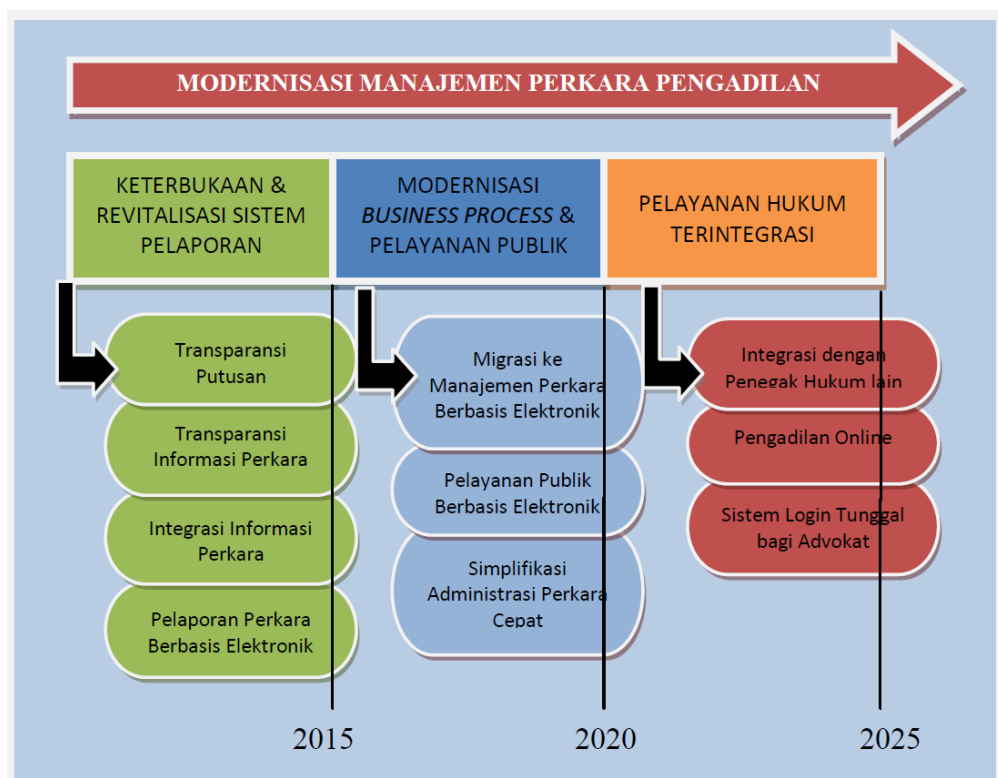 MODERNISASI MANAJEMEN PERKARA PENGADILAN
KETERBUKAAN &
REVITALISASI SISTEM
PELAPORAN
MODERNISASI
BUSINESS PROCESS &
PELAYANAN PUBLIK
PELAYANAN HUKUM
TERINTEGRASI
Transparansi
Putusan
Transparansi
Informasi Perkara
Integrasi Informasi
Perkara
Pelaporan Perkara
Berbasis Elektronik
Migrasi ke
Manajemen Perkara
Berbasis Elektronik
Pelayanan Publik
Berbasis Elektronik
Simplifikasi
Administrasi Perkara
Cepat
Integrasi dengan
Penegak Hukum lain
Pengadilan Online
Sistem Login Tunggal
bagi Advokat
2015
2020
2025